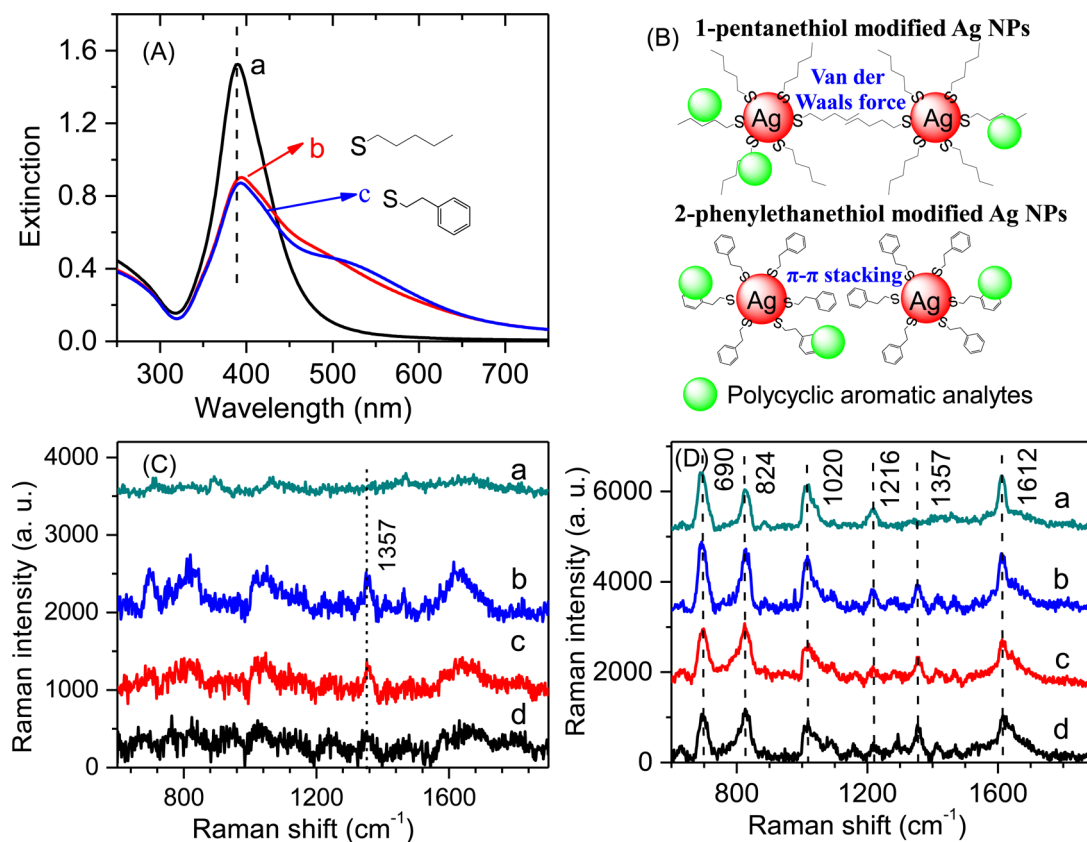 (A)
a
b
c
S
S
Extinction
1.6
1.2
0.8
0.4
0.0
300
400
500
600
700
Wavelength (nm)
(B)
1-pentanethiol modified Ag NPs
Van der
Waals force
Ag
Ag
S S S S S S
S S S S S S
2-phenylethanethiol modified Ag NPs
π-π stacking
Ag
Ag
S S S S S S
S S S S S S
Polycyclic aromatic analytes
(C)
a
b
c
d
1357
Raman intensity (a. u.)
4000
3000
2000
1000
0
800
1200
1600
Raman shift (cm⁻¹)
(D)
690
824
1020
1216
1357
1612
a
b
c
d
Raman intensity (a. u.)
6000
4000
2000
0
800
1200
1600
Raman shift (cm⁻¹)